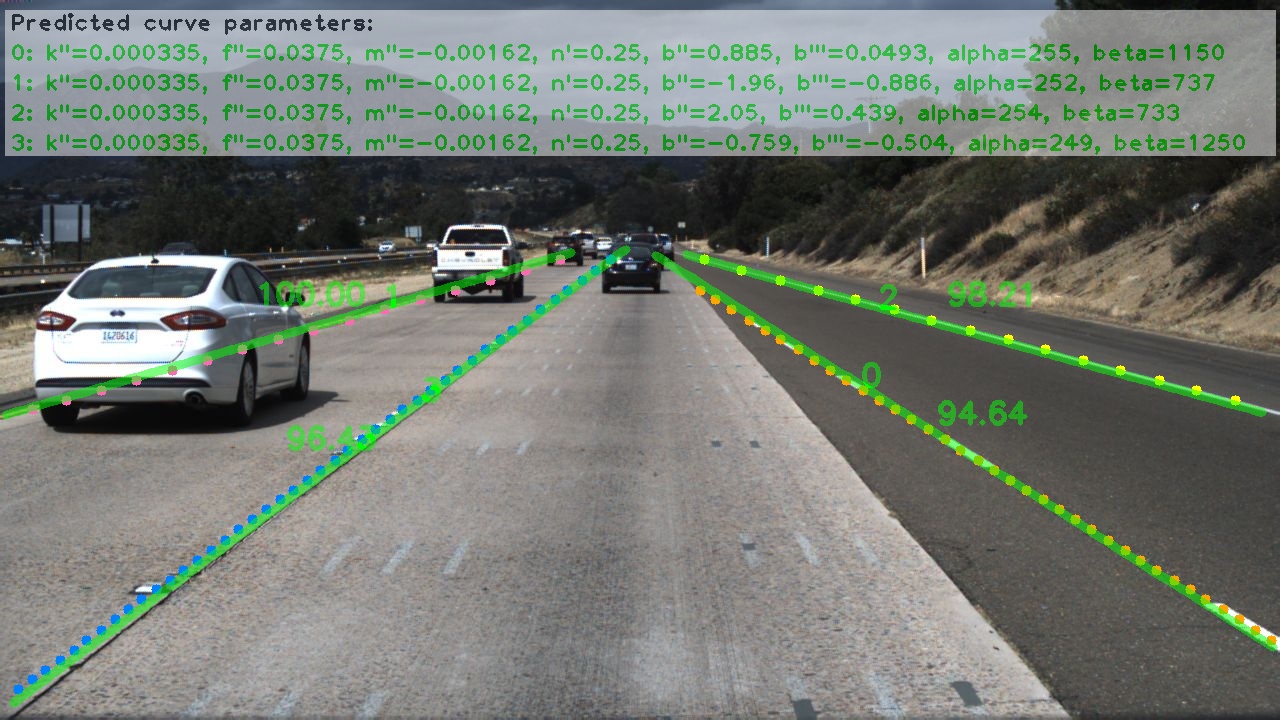 Predicted curve parameters:
0: k''=0.000335, f''=0.0375, m''=-0.00162, n'=0.25, b''=0.885, b'''=0.0493, alpha=255, beta=1150
1: k''=0.000335, f''=0.0375, m''=-0.00162, n'=0.25, b''=-1.96, b'''=-0.886, alpha=252, beta=737
2: k''=0.000335, f''=0.0375, m''=-0.00162, n'=0.25, b''=2.05, b'''=0.439, alpha=254, beta=733
3: k''=0.000335, f''=0.0375, m''=-0.00162, n'=0.25, b''=-0.759, b'''=-0.504, alpha=249, beta=1250
CHEVROLET
100.00 1
2 98.21
0
94.64